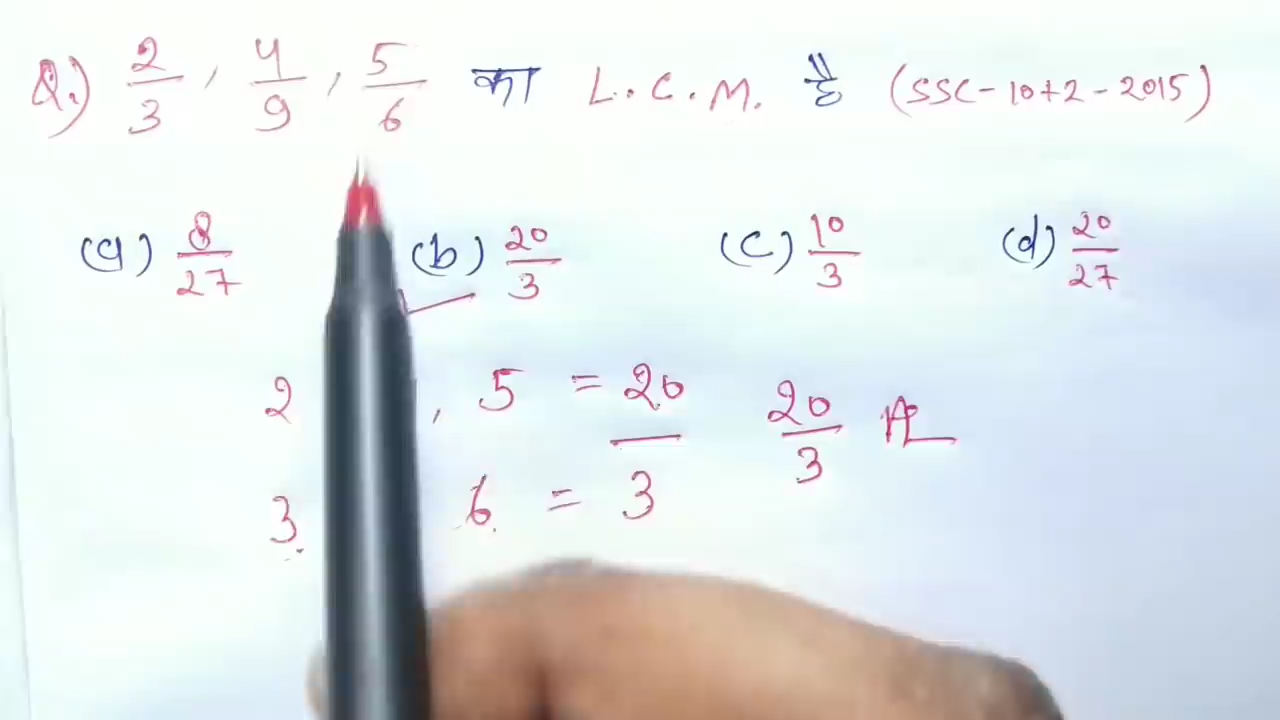 Q.) 2/3, 4/9, 5/6 का L.C.M. है (SSC-10+2-2015)
(a) 8/27 (b) 20/3 (c) 10/3 (d) 20/27
2 , 5 = 20 20/3
3 6 = 3